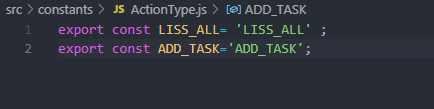 src > constants > JS ActionType.js > ADD_TASK
1 export const LISS_ALL= 'LISS_ALL' ;
2 export const ADD_TASK='ADD_TASK';